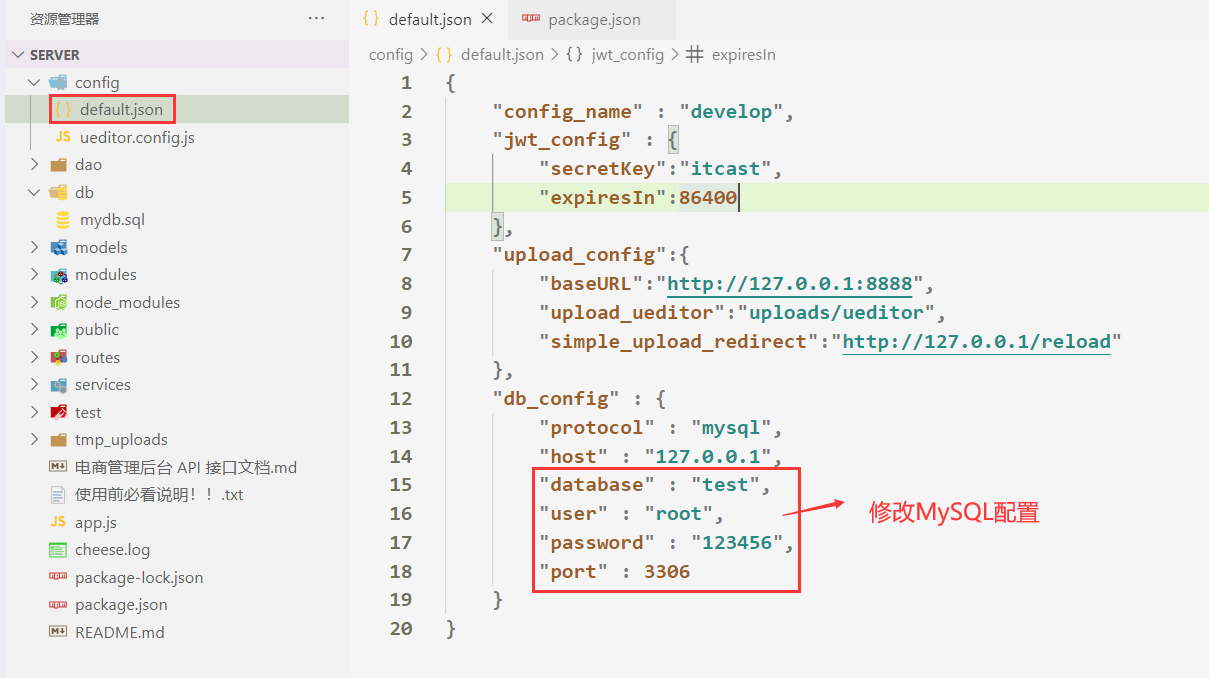 资源管理器
SERVER
config
default.json
ueditor.config.js
dao
db
mydb.sql
models
modules
node_modules
public
routes
services
test
tmp_uploads
电商管理后台 API 接口文档.md
使用前必看说明！！.txt
app.js
cheese.log
package-lock.json
package.json
README.md
default.json
package.json
config > {} default.json > {} jwt_config > # expiresIn
1 {
2 "config_name" : "develop",
3 "jwt_config" : {
4 "secretKey":"itcast",
5 "expiresIn":86400
6 },
7 "upload_config":{
8 "baseURL":"http://127.0.0.1:8888",
9 "upload_ueditor":"uploads/ueditor",
10 "simple_upload_redirect":"http://127.0.0.1/reload"
11 },
12 "db_config" : {
13 "protocol" : "mysql",
14 "host" : "127.0.0.1",
15 "database" : "test",
16 "user" : "root",
17 "password" : "123456",
18 "port" : 3306
19 }
20 }
修改MySQL配置